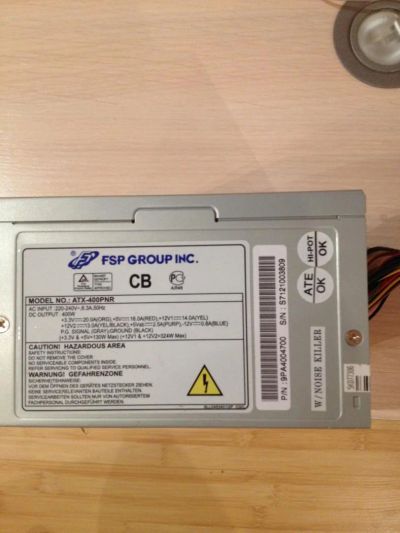 FSP GROUP INC.
CB
MODEL NO.: ATX-400PNR
AC INPUT 220-240V~,6.3A,50Hz
DC OUTPUT 400W
+3.3V⎓20.0A(ORG),+5V⎓16.0A(RED),+12V1⎓14.0A(YEL)
+12V2⎓13.0A(YEL/BLACK),+5Vsb⎓2.5A(PURP),-12V⎓0.8A(BLUE)
P.G. SIGNAL (GRAY),GROUND (BLACK)
(+3.3V & +5V=130W Max) (+12V1 & +12V2=324W Max)
CAUTION! HAZARDOUS AREA
SAFETY INSTRUCTIONS:
DO NOT REMOVE THE COVER
NO SERVICEABLE COMPONENTS INSIDE.
REFER SERVICING TO QUALIFIED SERVICE PERSONNEL.
WARNUNG! GEFAHRENZONE
SICHERHEITSHINWEISE:
VOR DEM ÖFFNEN DES GERÄTES NETZSTECKER ZIEHEN.
KEINE SERVICERELEVANTEN BAUTEILE ENTHALTEN.
SERVICEARBEITEN SOLLTEN NUR VON AUTORISIERTEM
FACHPERSONAL DURCHGEFÜHRT WERDEN.
S/N: S7121003809
P/N: 9PA4004700
ATE OK
HI-POT OK
W/NOISE KILLER